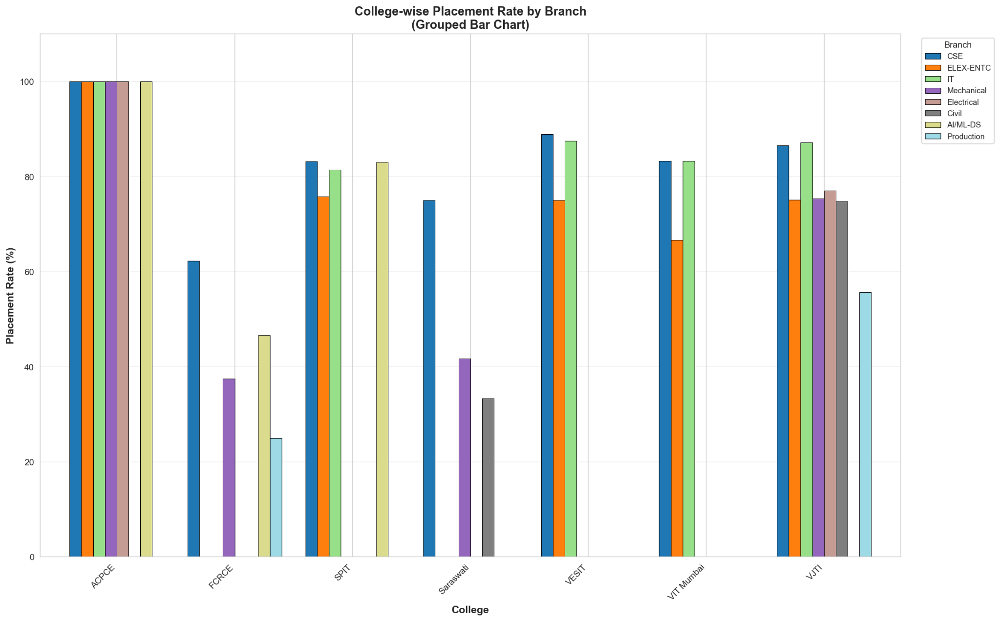 College-wise Placement Rate by Branch
(Grouped Bar Chart)
Branch
CSE
ELEX-ENTC
IT
Mechanical
Electrical
Civil
AI/ML-DS
Production
Placement Rate (%)
100
80
60
40
20
0
ACPCE
FCRCE
SPIT
Saraswati
VESIT
VIT Mumbai
VJTI
College